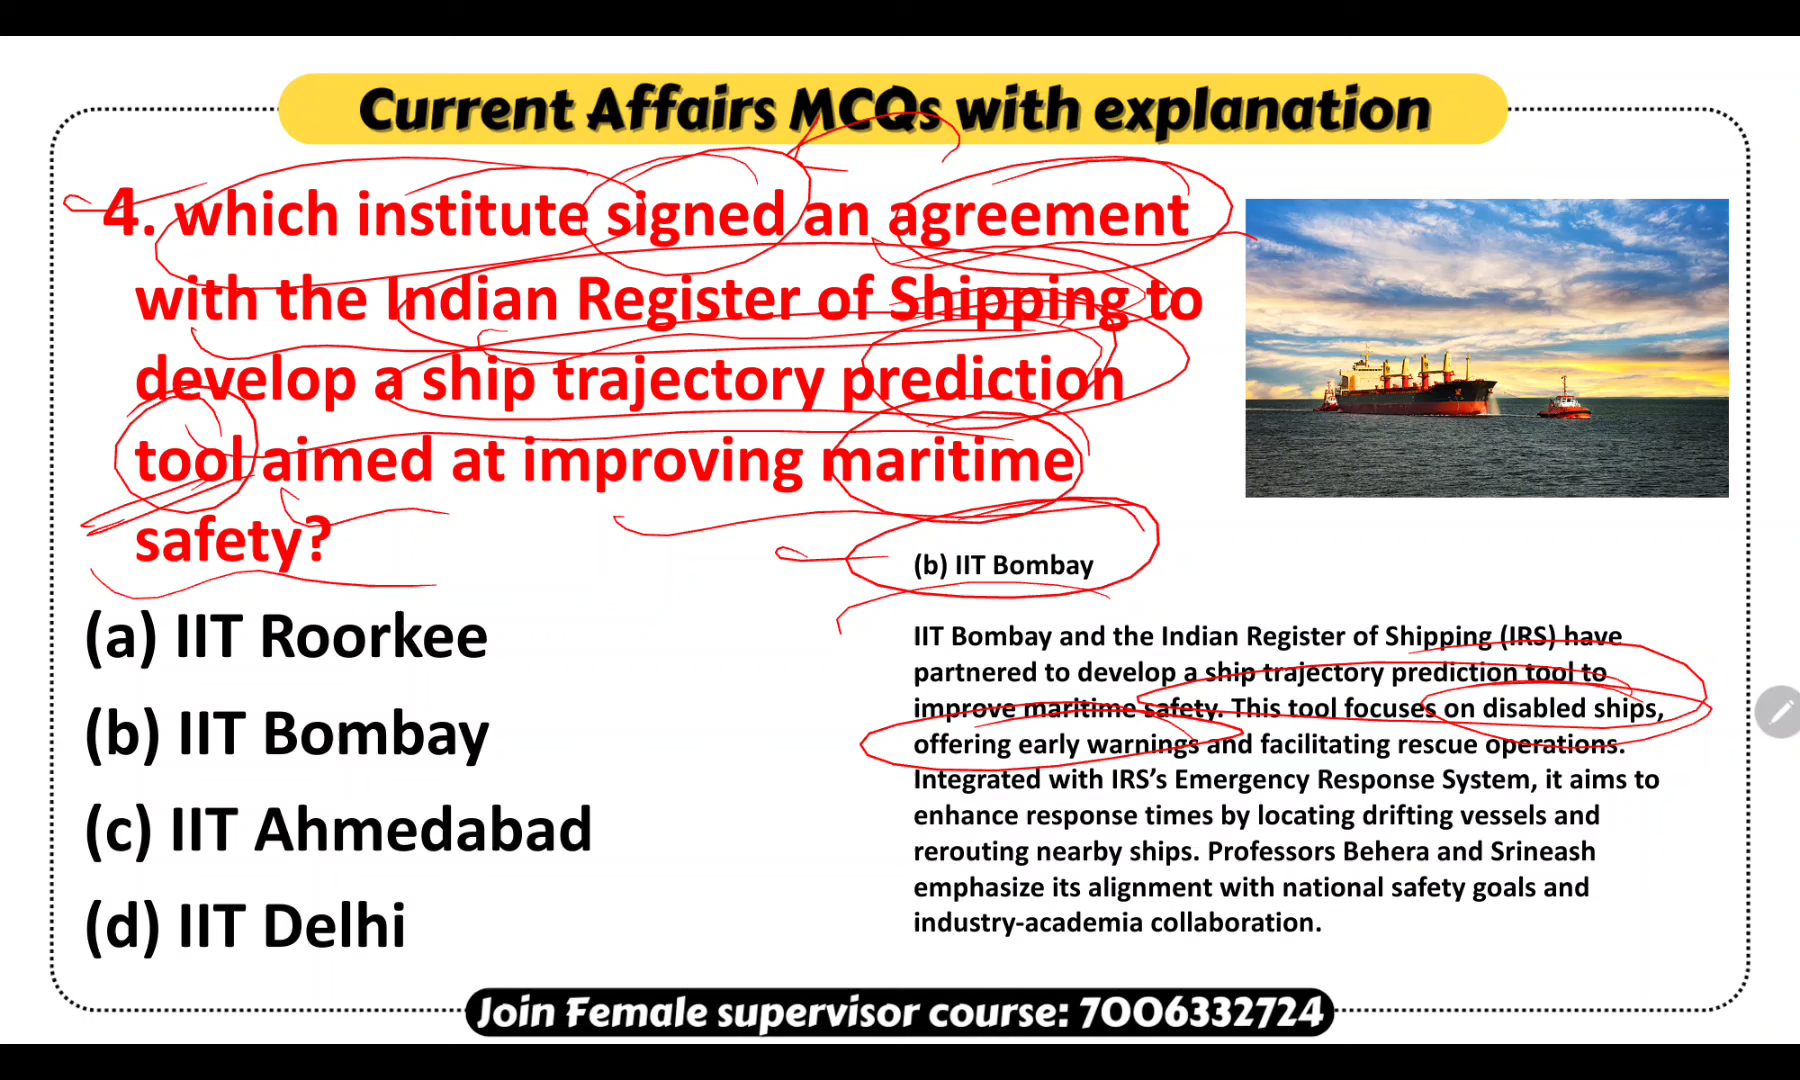 Current Affairs MCQs with explanation
4. which institute signed an agreement
with the Indian Register of Shipping to
develop a ship trajectory prediction
tool aimed at improving maritime
safety?
(a) IIT Roorkee
(b) IIT Bombay
(c) IIT Ahmedabad
(d) IIT Delhi
(b) IIT Bombay
IIT Bombay and the Indian Register of Shipping (IRS) have
partnered to develop a ship trajectory prediction tool to
improve maritime safety. This tool focuses on disabled ships,
offering early warnings and facilitating rescue operations.
Integrated with IRS’s Emergency Response System, it aims to
enhance response times by locating drifting vessels and
rerouting nearby ships. Professors Behera and Srineash
emphasize its alignment with national safety goals and
industry-academia collaboration.
Join Female supervisor course: 7006332724